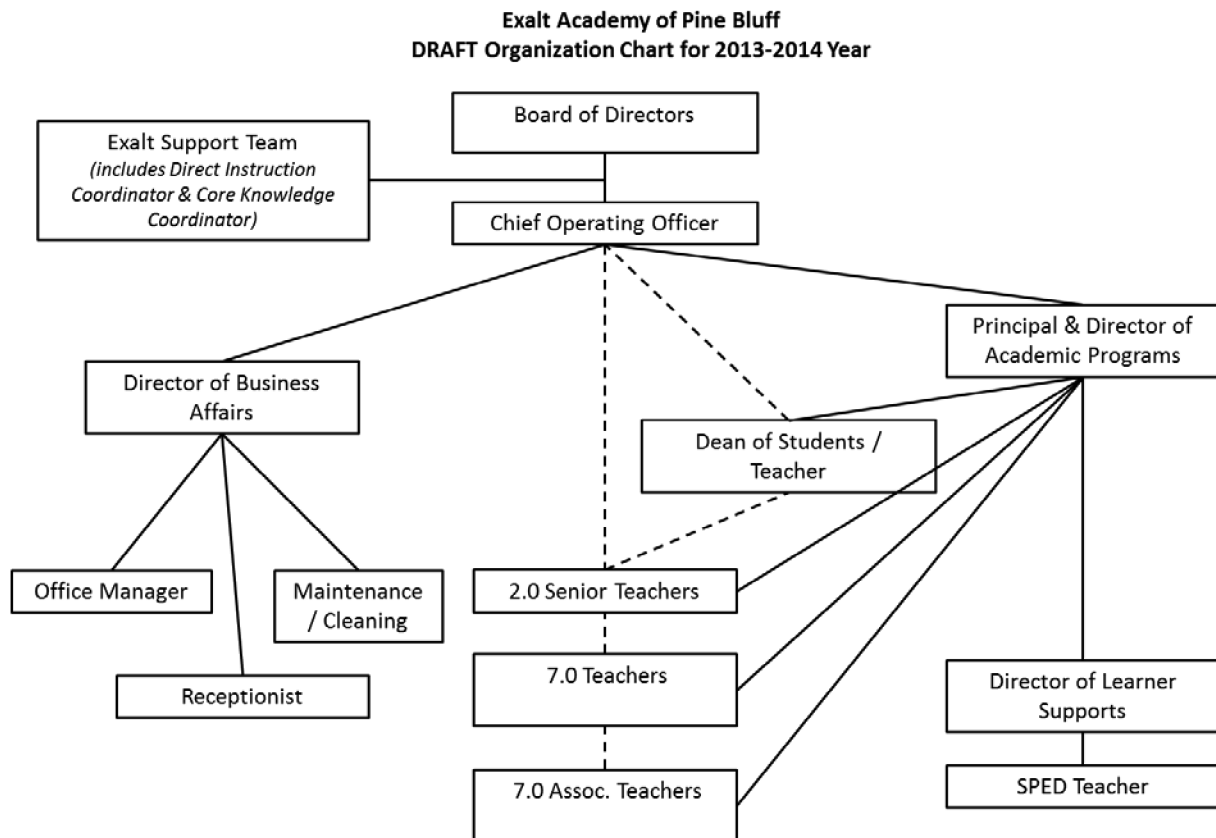 Exalt Academy of Pine Bluff
DRAFT Organization Chart for 2013-2014 Year
Board of Directors
Exalt Support Team
(includes Direct Instruction
Coordinator & Core Knowledge
Coordinator)
Chief Operating Officer
Principal & Director of
Academic Programs
Director of Business
Affairs
Dean of Students /
Teacher
Office Manager
Maintenance
/ Cleaning
2.0 Senior Teachers
Receptionist
7.0 Teachers
Director of Learner
Supports
7.0 Assoc. Teachers
SPED Teacher